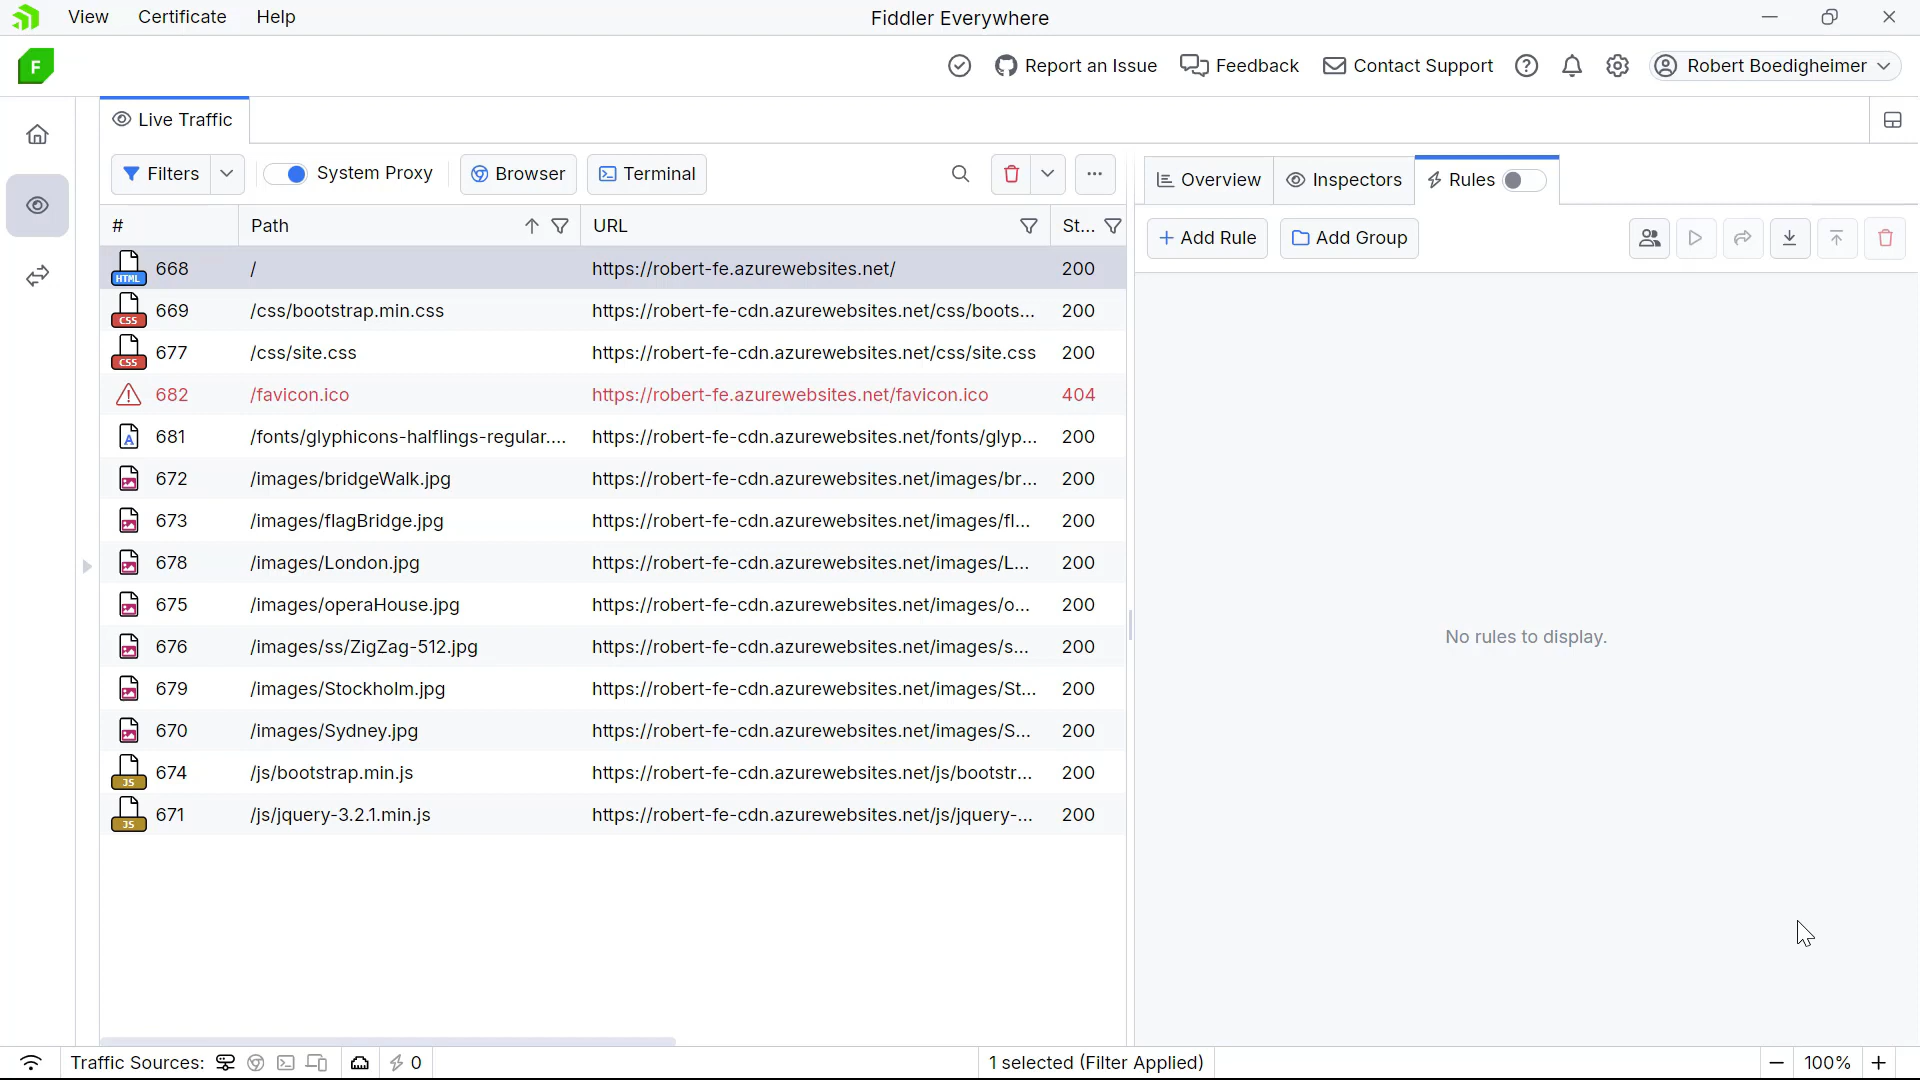 View Certificate Help Fiddler Everywhere
F Report an Issue Feedback Contact Support ? Robert Boedigheimer
Live Traffic
Filters System Proxy Browser Terminal ...
Overview Inspectors Rules
# Path URL St...
+ Add Rule Add Group
HTML 668 / https://robert-fe.azurewebsites.net/ 200
CSS 669 /css/bootstrap.min.css https://robert-fe-cdn.azurewebsites.net/css/boots... 200
CSS 677 /css/site.css https://robert-fe-cdn.azurewebsites.net/css/site.css 200
682 /favicon.ico https://robert-fe.azurewebsites.net/favicon.ico 404
A 681 /fonts/glyphicons-halflings-regular.... https://robert-fe-cdn.azurewebsites.net/fonts/glyp... 200
672 /images/bridgeWalk.jpg https://robert-fe-cdn.azurewebsites.net/images/br... 200
673 /images/flagBridge.jpg https://robert-fe-cdn.azurewebsites.net/images/fl... 200
678 /images/London.jpg https://robert-fe-cdn.azurewebsites.net/images/L... 200
675 /images/operaHouse.jpg https://robert-fe-cdn.azurewebsites.net/images/o... 200
676 /images/ss/ZigZag-512.jpg https://robert-fe-cdn.azurewebsites.net/images/s... 200
679 /images/Stockholm.jpg https://robert-fe-cdn.azurewebsites.net/images/St... 200
670 /images/Sydney.jpg https://robert-fe-cdn.azurewebsites.net/images/S... 200
JS 674 /js/bootstrap.min.js https://robert-fe-cdn.azurewebsites.net/js/bootstr... 200
JS 671 /js/jquery-3.2.1.min.js https://robert-fe-cdn.azurewebsites.net/js/jquery-... 200
No rules to display.
Traffic Sources: 0 1 selected (Filter Applied) − 100% +